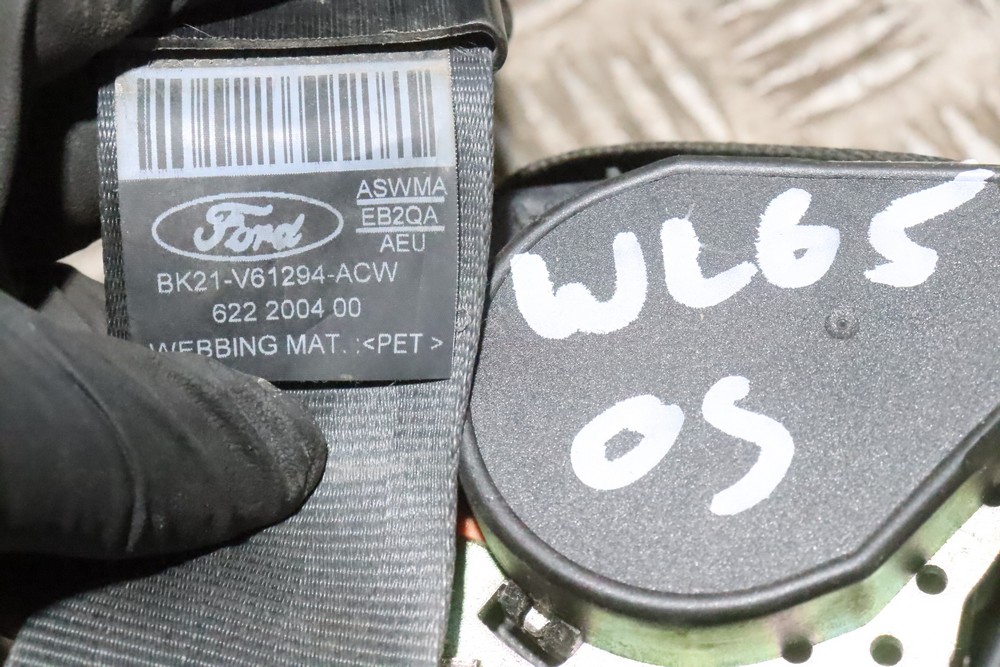 ASWMA
EB2QA
AEU
Ford
BK21-V61294-ACW
622 2004 00
WEBBING MAT. :<PET>
WL65
OS